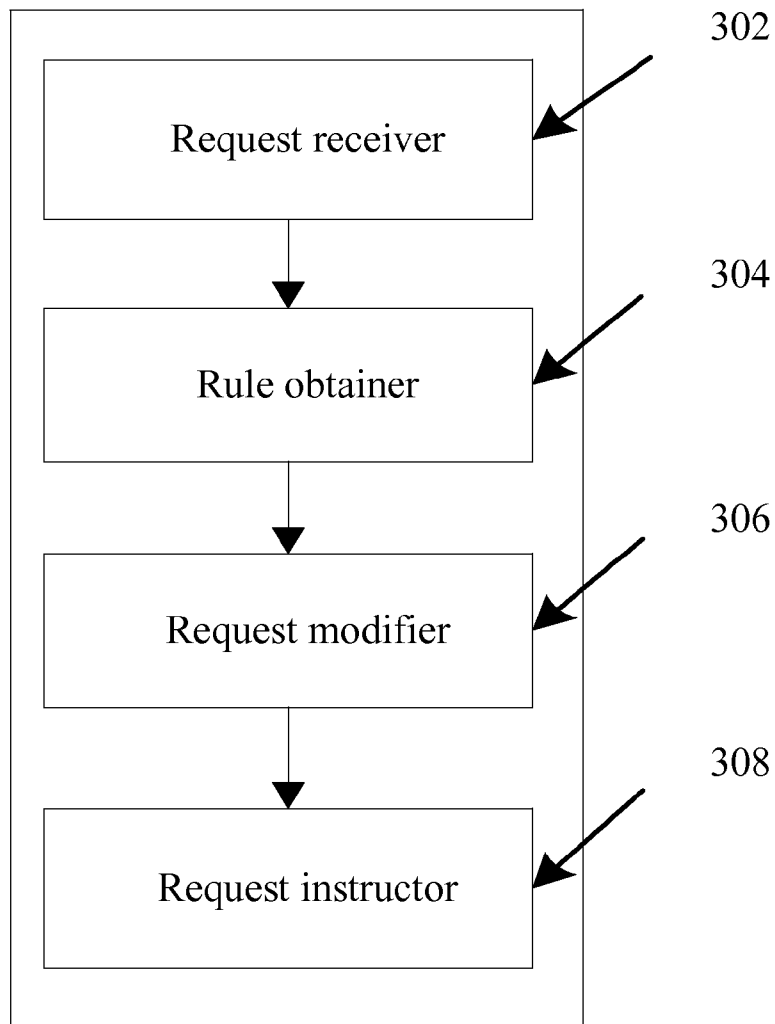 302
Request receiver
304
Rule obtainer
306
Request modifier
308
Request instructor